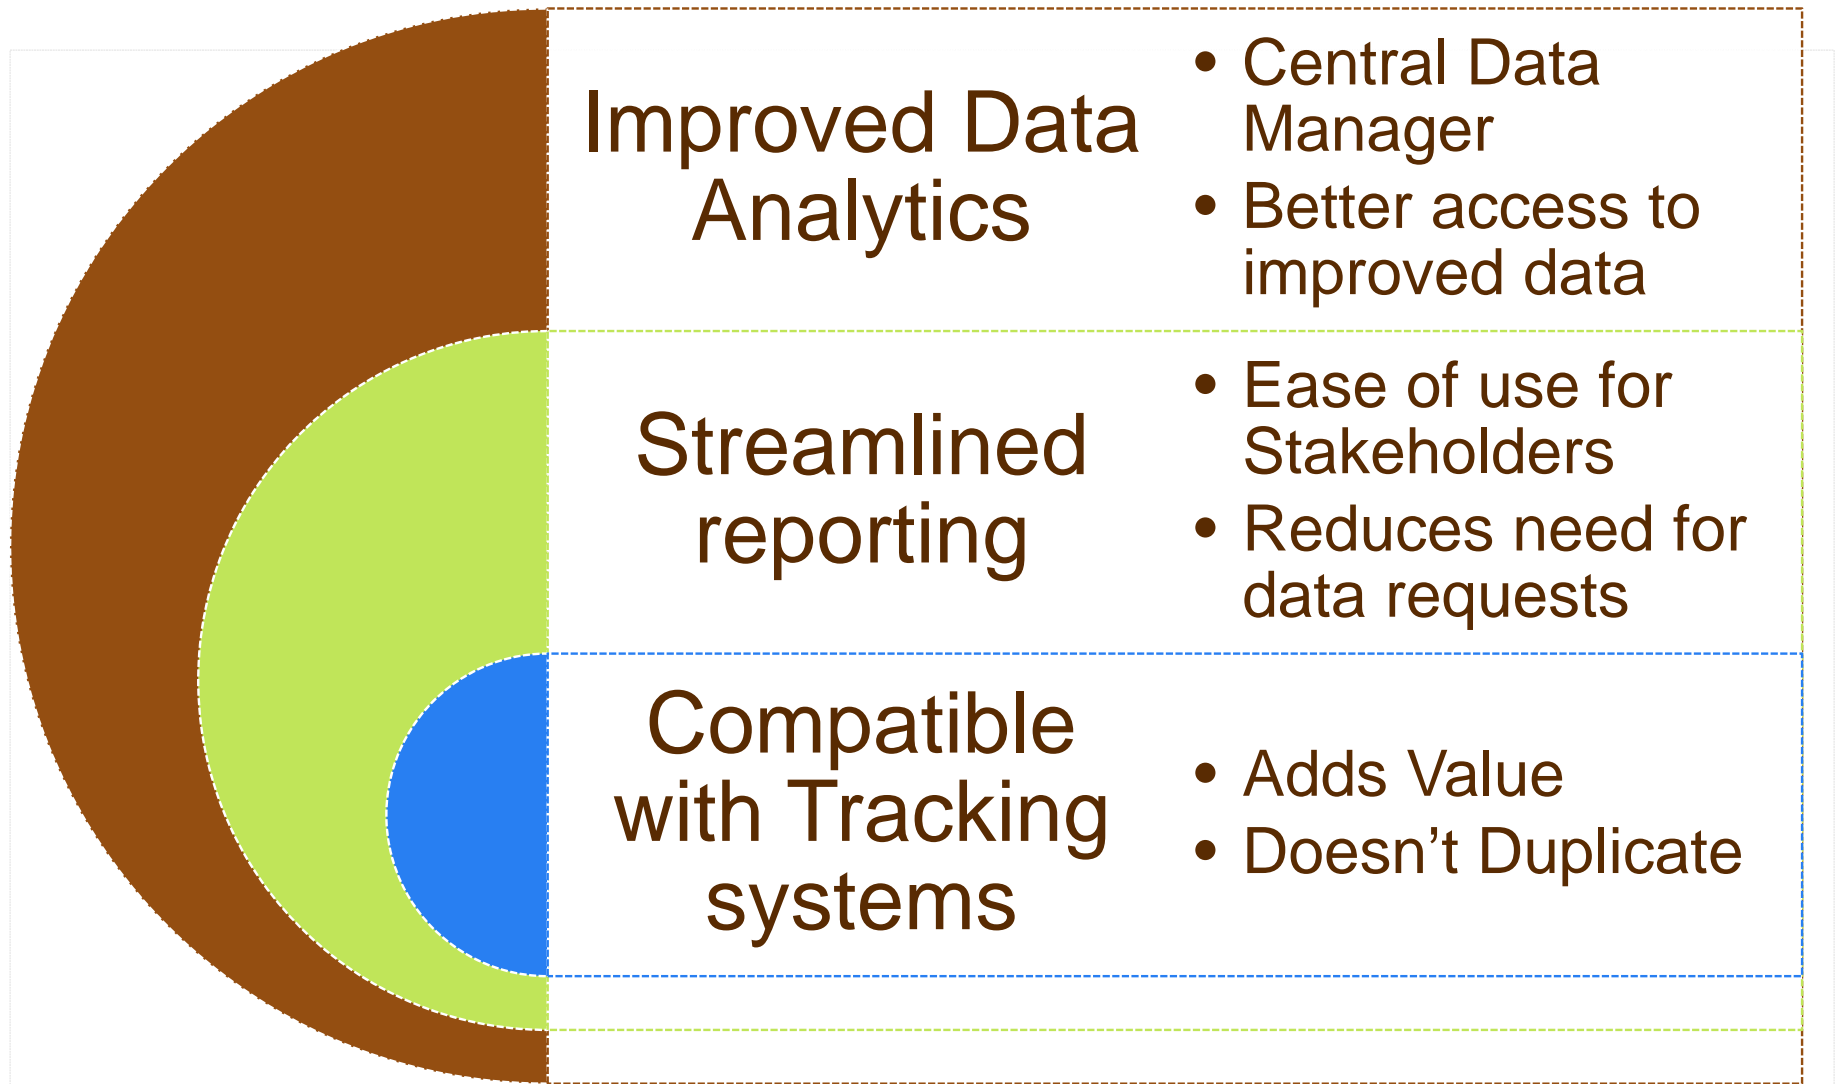 Improved Data
Analytics
• Central Data
Manager
• Better access to
improved data
Streamlined
reporting
• Ease of use for
Stakeholders
• Reduces need for
data requests
Compatible
with Tracking
systems
• Adds Value
• Doesn’t Duplicate